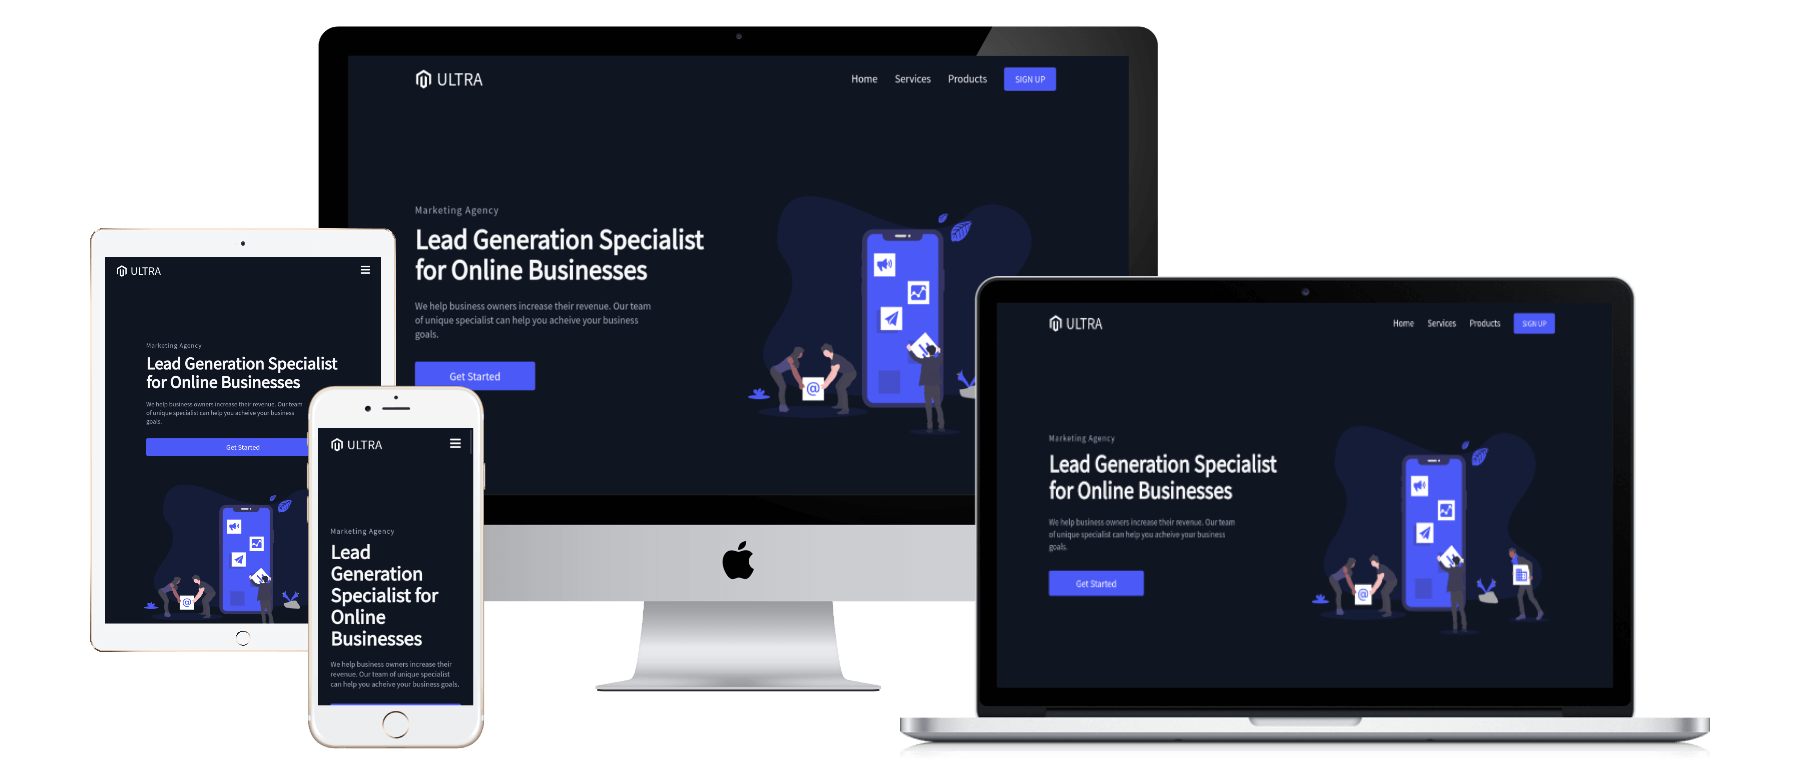 ULTRA
Home Services Products SIGN UP
Marketing Agency
Lead Generation Specialist
for Online Businesses
We help business owners increase their revenue. Our team
of unique specialist can help you acheive your business
goals.
Get Started
@
ULTRA
Marketing Agency
Lead Generation Specialist
for Online Businesses
We help business owners increase their revenue. Our team
of unique specialist can help you acheive your business
goals.
Get Started
@
ULTRA
Marketing Agency
Lead
Generation
Specialist for
Online
Businesses
We help business owners increase their
revenue. Our team of unique specialist
can help you acheive your business goals.
ULTRA
Home Services Products SIGN UP
Marketing Agency
Lead Generation Specialist
for Online Businesses
We help business owners increase their revenue. Our team
of unique specialist can help you acheive your business
goals.
Get Started
@